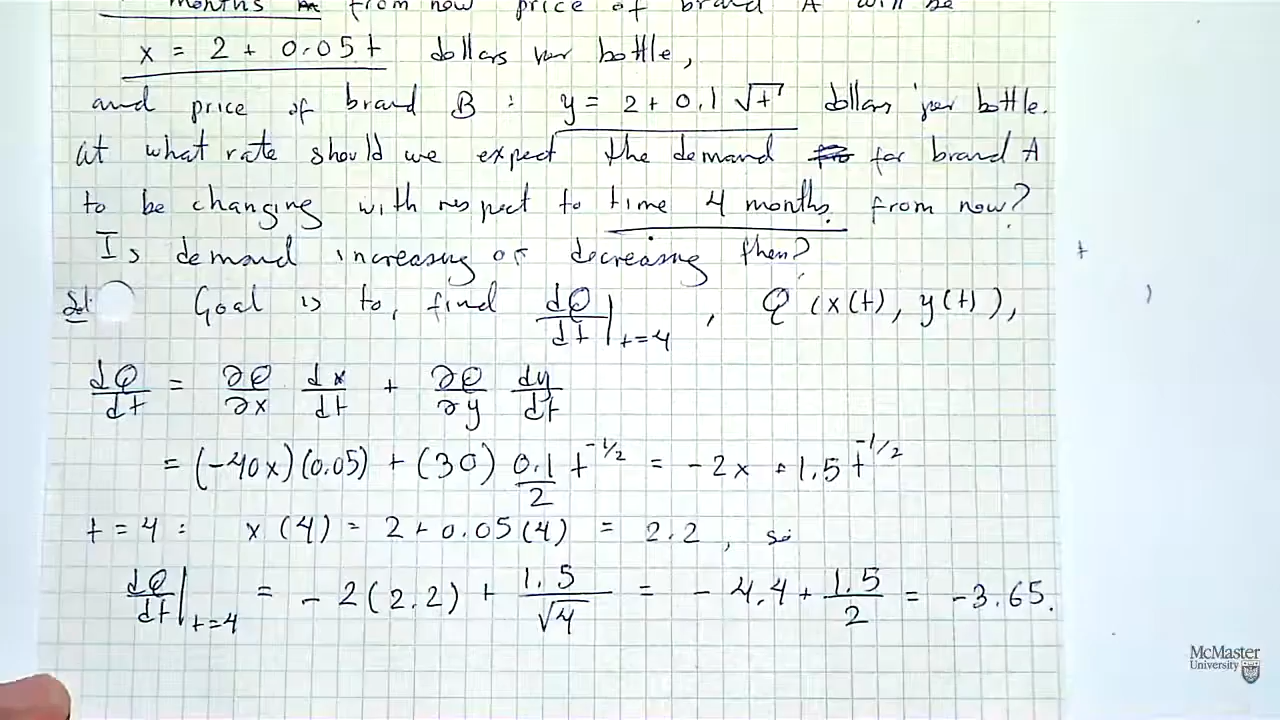 months from now price of brand A will be
x = 2 + 0.05t dollars per bottle,
and price of brand B : y = 2 + 0.1 √t dollars per bottle.
at what rate should we expect the demand for brand A
to be changing with respect to time 4 months from now?
Is demand increasing or decreasing then?
Sol: Goal is to, find dQ/dt |t=4 , Q (x(t), y(t)),
dQ/dt = ∂Q/∂x dx/dt + ∂Q/∂y dy/dt
= (-40x)(0.05) + (30) 0.1/2 t^-1/2 = -2x + 1.5 t^-1/2
t = 4 : x(4) = 2 + 0.05(4) = 2.2 , so
dQ/dt |t=4 = -2(2.2) + 1.5/√4 = -4.4 + 1.5/2 = -3.65.
McMaster
University